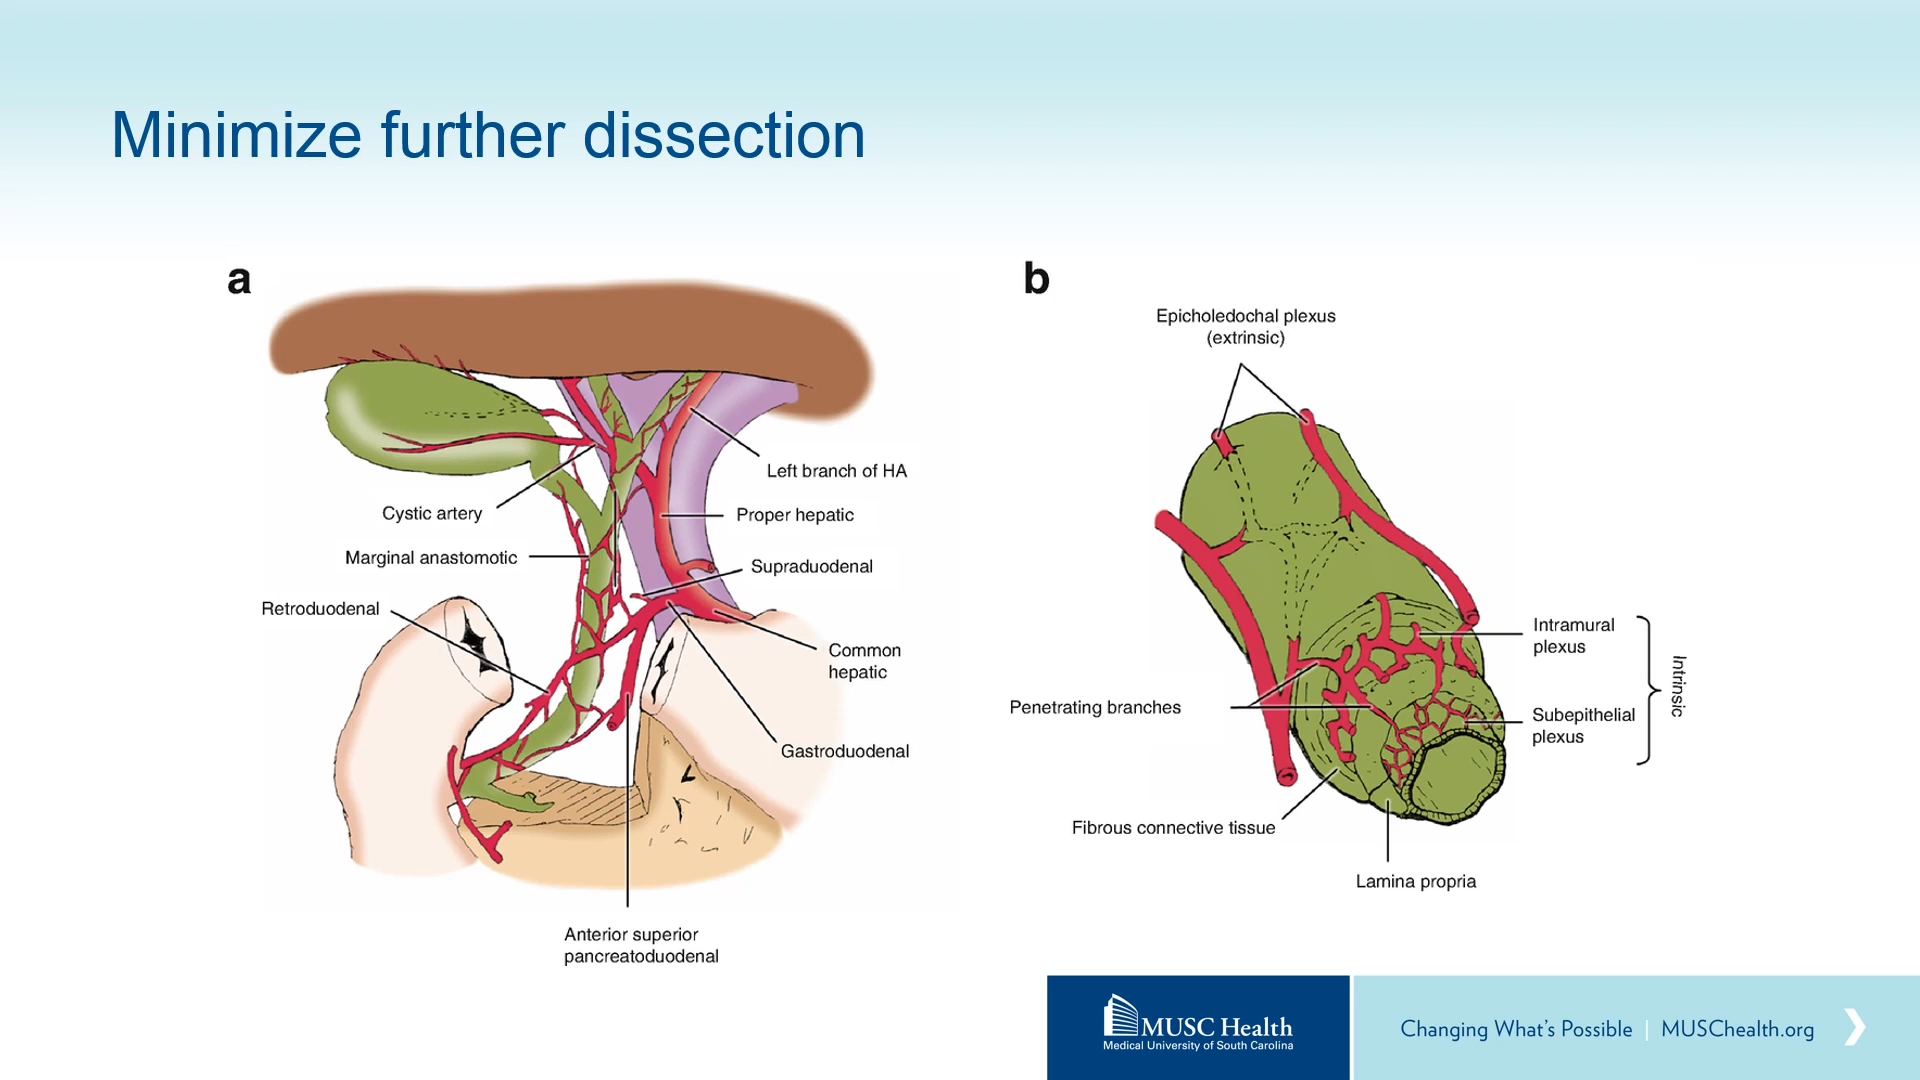 Minimize further dissection
a
Left branch of HA
Cystic artery
Proper hepatic
Marginal anastomotic
Supraduodenal
Retroduodenal
Common
hepatic
Gastroduodenal
Anterior superior
pancreatoduodenal
b
Epicholedochal plexus
(extrinsic)
Intramural
plexus
Intrinsic
Penetrating branches
Subepithelial
plexus
Fibrous connective tissue
Lamina propria
MUSC Health
Medical University of South Carolina
Changing What's Possible | MUSChealth.org